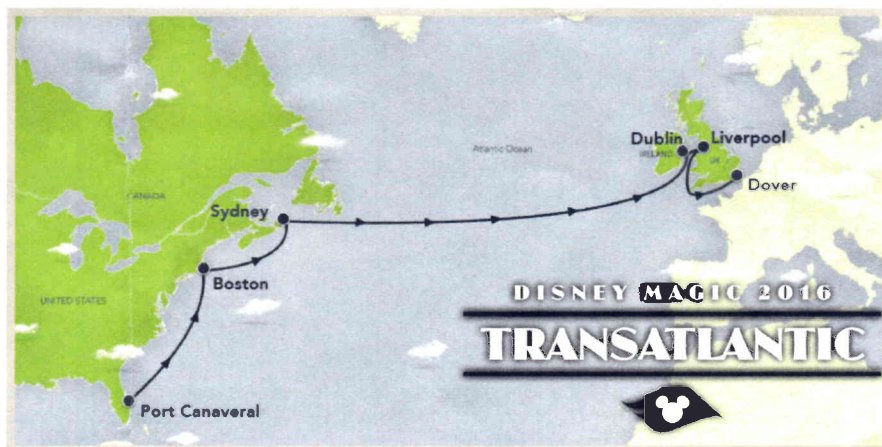 CANADA
UNITED STATES
Atlantic Ocean
Dublin
IRELAND
Liverpool
UK
Dover
Sydney
Boston
Port Canaveral
DISNEY MAGIC 2016
TRANSATLANTIC